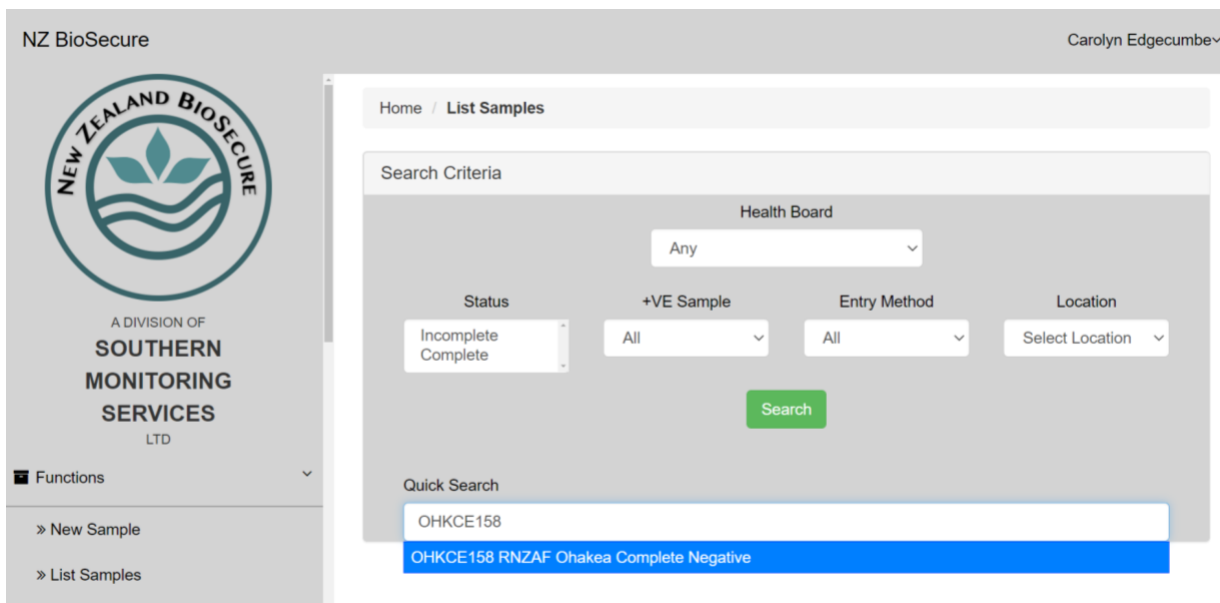 NZ BioSecure
Carolyn Edgecumbe
NEW ZEALAND BIOSECURE
A DIVISION OF
SOUTHERN
MONITORING
SERVICES
LTD
Functions
» New Sample
» List Samples
Home / List Samples
Search Criteria
Health Board
Any
Status +VE Sample Entry Method Location
Incomplete
Complete
All
All
Select Location
Search
Quick Search
OHKCE158
OHKCE158 RNZAF Ohakea Complete Negative